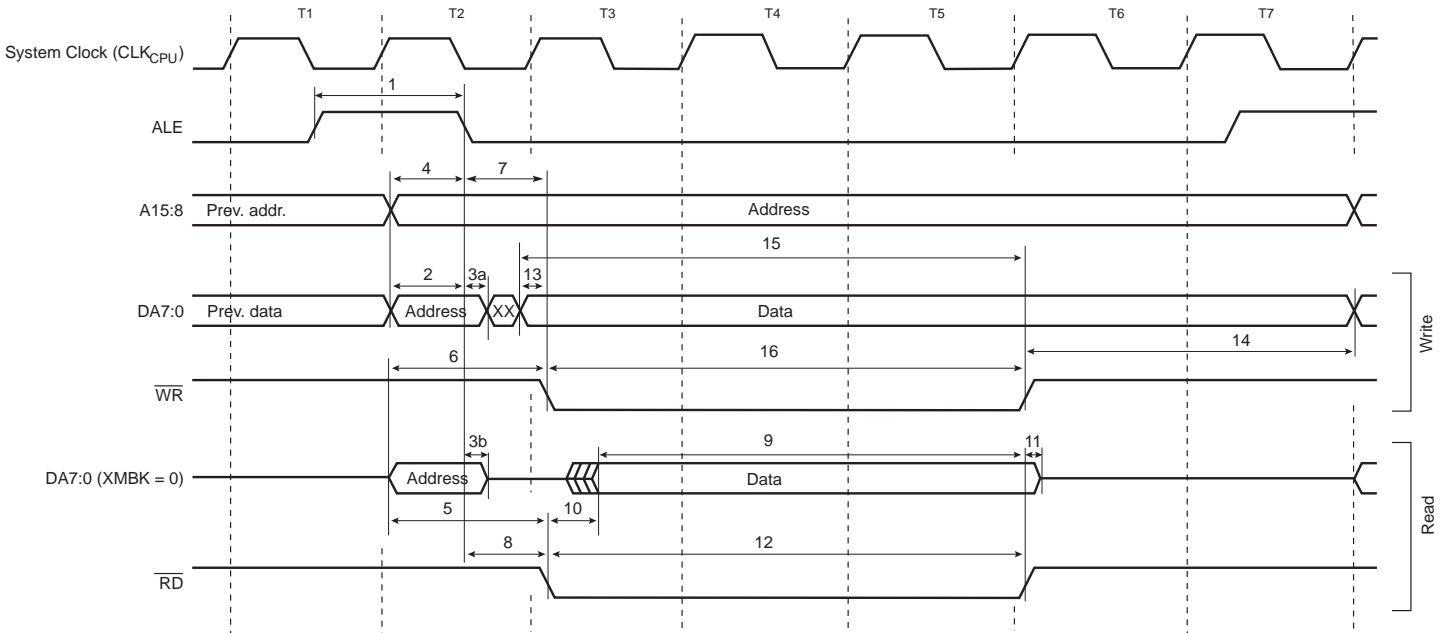 T1 T2 T3 T4 T5 T6 T7
System Clock (CLKCPU)
1
ALE
4 7
A15:8 Prev. addr. Address
15
2 3a 13
DA7:0 Prev. data Address XX Data
Write
6 16 14
WR
3b 9 11
DA7:0 (XMBK = 0) Address Data
Read
5 10
8 12
RD